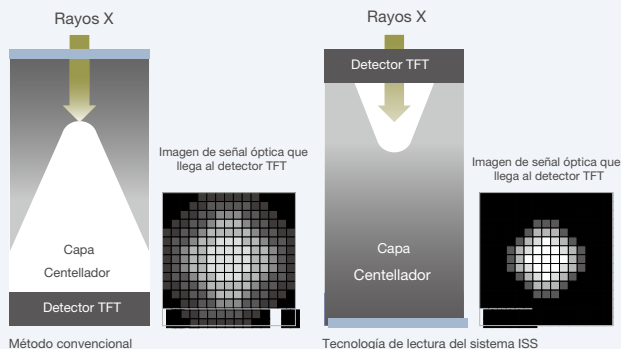 Rayos X
Capa
Centellador
Detector TFT
Imagen de señal óptica que
llega al detector TFT
Método convencional
Rayos X
Detector TFT
Capa
Centellador
Imagen de señal óptica que
llega al detector TFT
Tecnología de lectura del sistema ISS